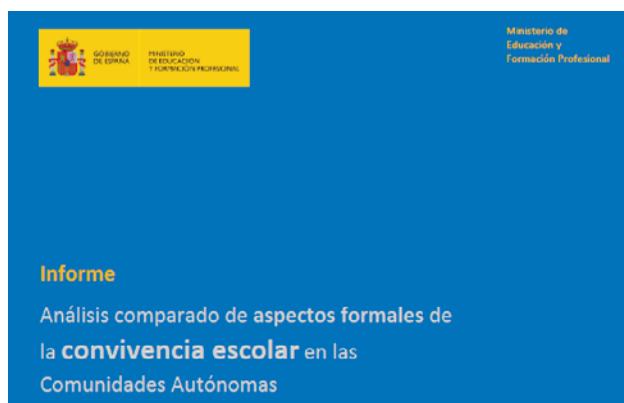 GOBIERNO
DE ESPAÑA
MINISTERIO
DE EDUCACIÓN
Y FORMACIÓN PROFESIONAL
Ministerio de
Educación y
Formación Profesional
Informe
Análisis comparado de aspectos formales de
la convivencia escolar en las
Comunidades Autónomas